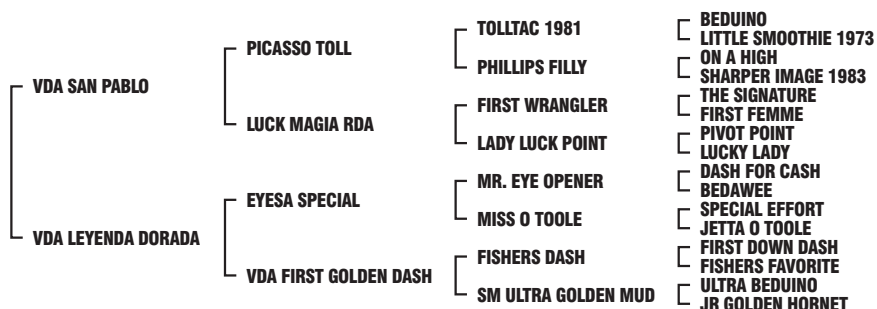 VDA SAN PABLO
VDA LEYENDA DORADA
PICASSO TOLL
LUCK MAGIA RDA
EYESA SPECIAL
VDA FIRST GOLDEN DASH
TOLLTAC 1981
PHILLIPS FILLY
FIRST WRANGLER
LADY LUCK POINT
MR. EYE OPENER
MISS O TOOLE
FISHERS DASH
SM ULTRA GOLDEN MUD
BEDUINO
LITTLE SMOOTHIE 1973
ON A HIGH
SHARPER IMAGE 1983
THE SIGNATURE
FIRST FEMME
PIVOT POINT
LUCKY LADY
DASH FOR CASH
BEDAWEE
SPECIAL EFFORT
JETTA O TOOLE
FIRST DOWN DASH
FISHERS FAVORITE
ULTRA BEDUINO
JR GOLDEN HORNET